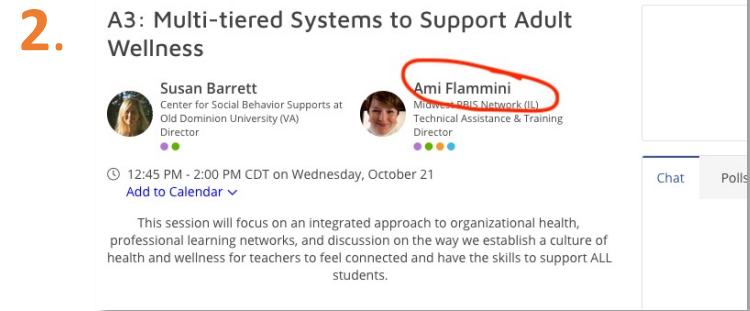 2.
A3: Multi-tiered Systems to Support Adult
Wellness
Susan Barrett
Center for Social Behavior Supports at
Old Dominion University (VA)
Director
Ami Flammini
Midwest PBIS Network (IL)
Technical Assistance & Training
Director
12:45 PM - 2:00 PM CDT on Wednesday, October 21
Add to Calendar
This session will focus on an integrated approach to organizational health,
professional learning networks, and discussion on the way we establish a culture of
health and wellness for teachers to feel connected and have the skills to support ALL
students.
Chat
Polls